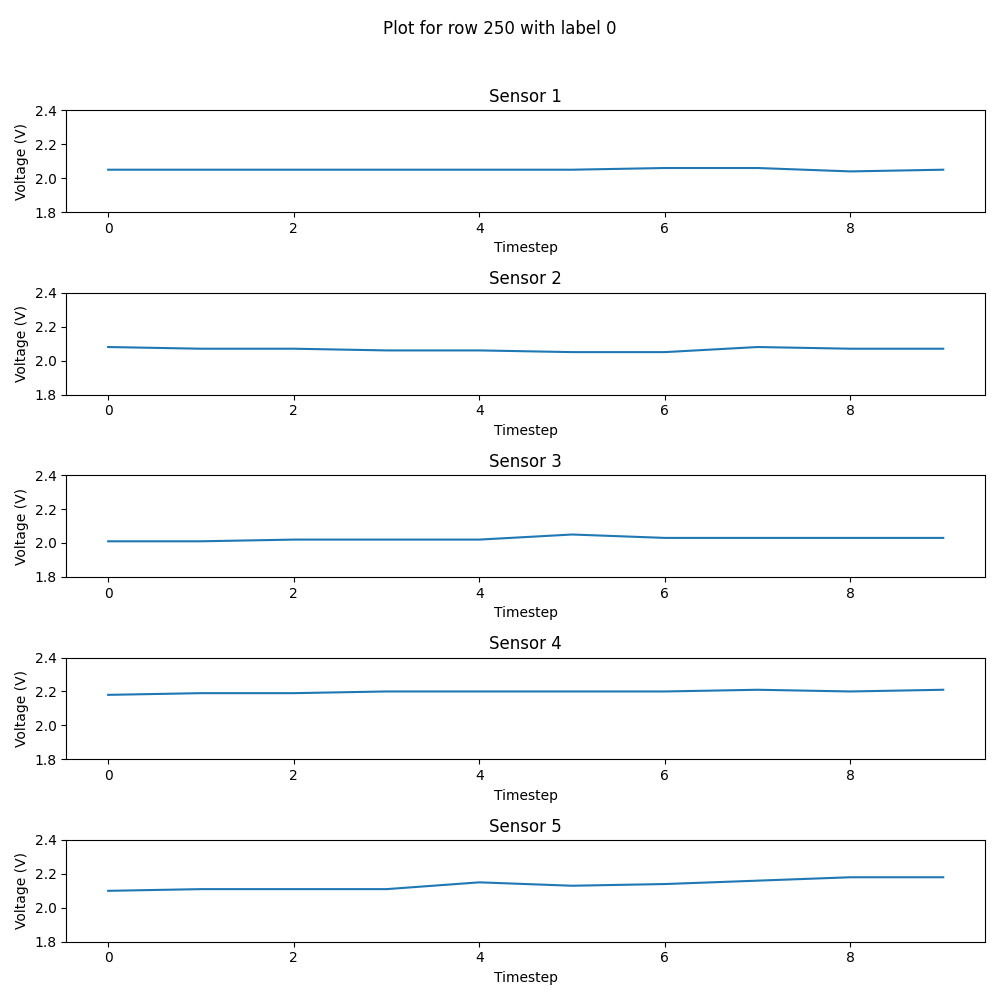 Plot for row 250 with label 0
Sensor 1
Voltage (V)
2.4
2.2
2.0
1.8
0 2 4 6 8
Timestep
Sensor 2
Voltage (V)
2.4
2.2
2.0
1.8
0 2 4 6 8
Timestep
Sensor 3
Voltage (V)
2.4
2.2
2.0
1.8
0 2 4 6 8
Timestep
Sensor 4
Voltage (V)
2.4
2.2
2.0
1.8
0 2 4 6 8
Timestep
Sensor 5
Voltage (V)
2.4
2.2
2.0
1.8
0 2 4 6 8
Timestep